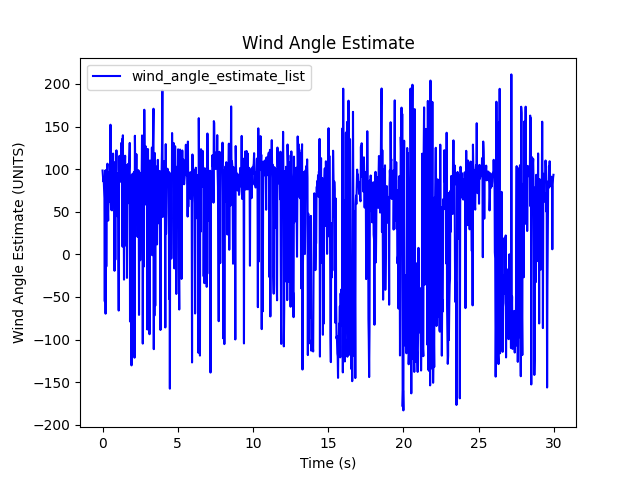 Wind Angle Estimate
wind_angle_estimate_list
Wind Angle Estimate (UNITS)
200
150
100
50
0
−50
−100
−150
−200
0 5 10 15 20 25 30
Time (s)